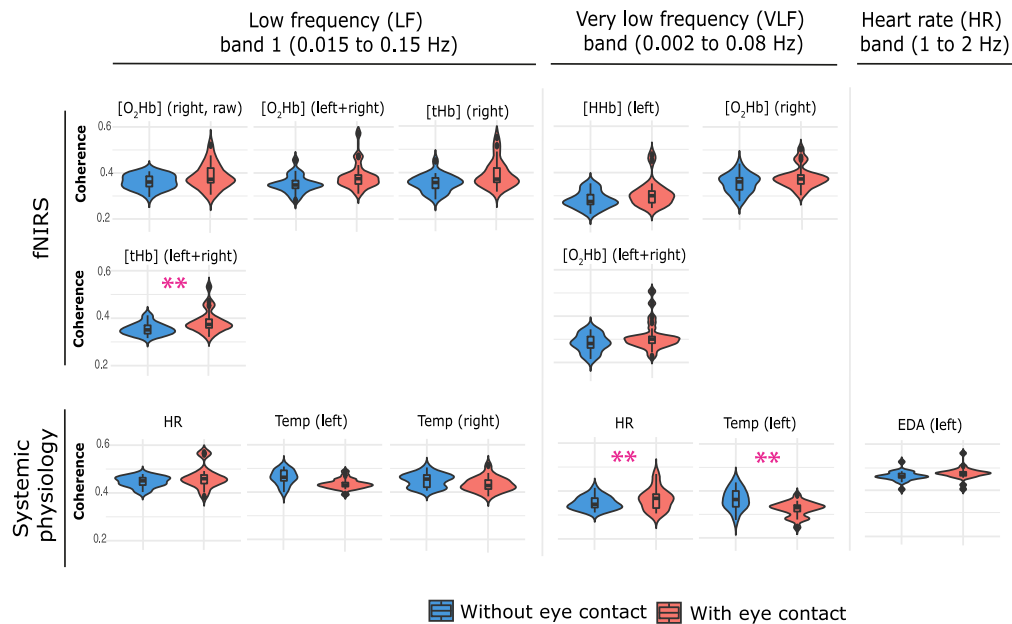 Low frequency (LF)
band 1 (0.015 to 0.15 Hz)
Very low frequency (VLF)
band (0.002 to 0.08 Hz)
Heart rate (HR)
band (1 to 2 Hz)
fNIRS
[O₂Hb] (right, raw)
[O₂Hb] (left+right)
[tHb] (right)
[HHb] (left)
[O₂Hb] (right)
Coherence
0.6
0.4
0.2
[tHb] (left+right)
[O₂Hb] (left+right)
**
Coherence
0.6
0.4
0.2
Systemic
physiology
HR
Temp (left)
Temp (right)
HR
Temp (left)
EDA (left)
**
**
Coherence
0.6
0.4
0.2
Without eye contact
With eye contact